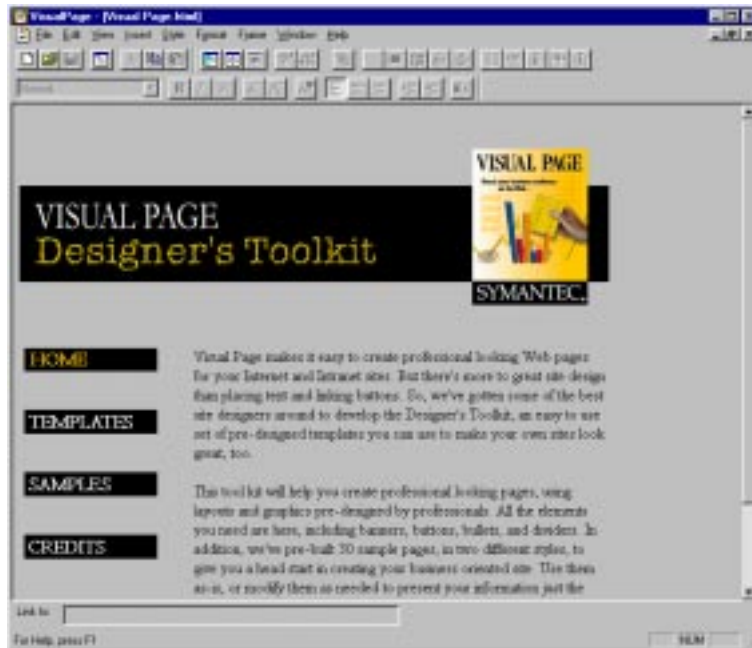 VisualPage - [Visual Page.html]
File Edit View Insert Style Format Frame Window Help
VISUAL PAGE
SYMANTEC.
VISUAL PAGE
Designer's Toolkit
HOME
TEMPLATES
SAMPLES
CREDITS
Visual Page makes it easy to create professional looking Web pages
for your Internet and Intranet sites. But there's more to great site design
than placing text and linking buttons. So, we've gotten some of the best
site designers around to develop the Designer's Toolkit, an easy to use
set of pre-designed templates you can use to make your own sites look
great, too.
This tool kit will help you create professional looking pages, using
layouts and graphics pre-designed by professionals. All the elements
you need are here, including banners, buttons, bullets, and dividers. In
addition, we've pre-built 30 sample pages, in two different styles, to
give you a head start in creating your business oriented site. Use them
as-is, or modify them as needed to present your information just the
Link to:
For Help, press F1
NUM